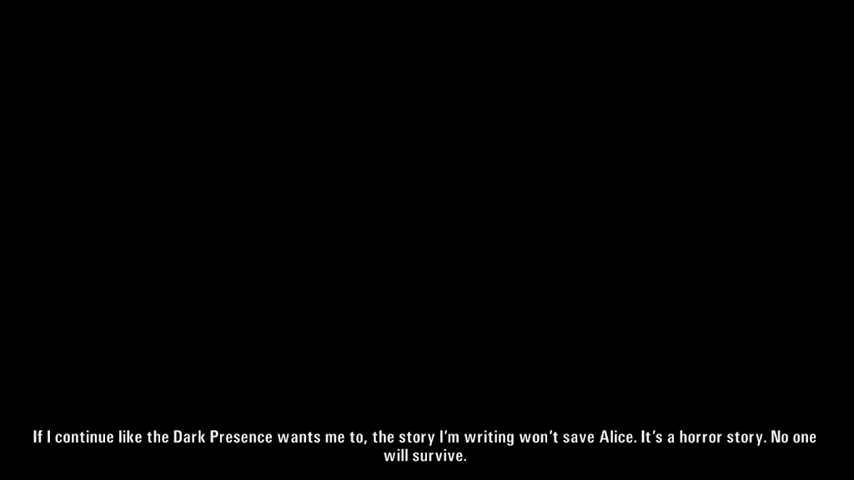 If I continue like the Dark Presence wants me to, the story I'm writing won't save Alice. It's a horror story. No one
will survive.